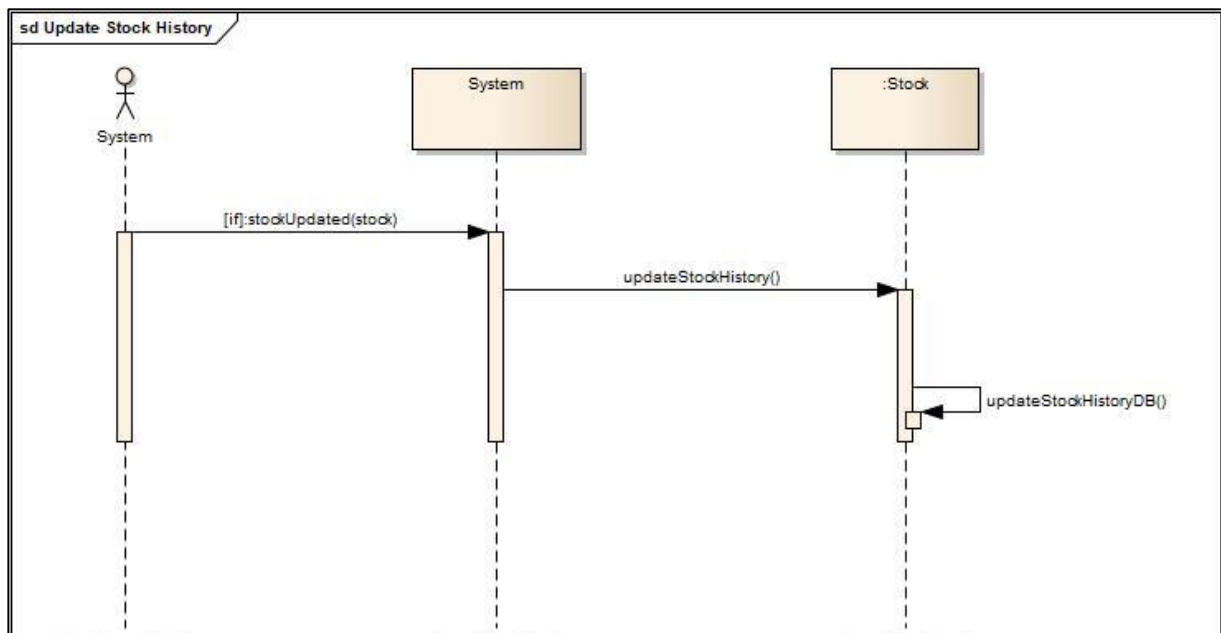 sd Update Stock History
System
System
:Stock
[if]:stockUpdated(stock)
updateStockHistory()
updateStockHistoryDB()